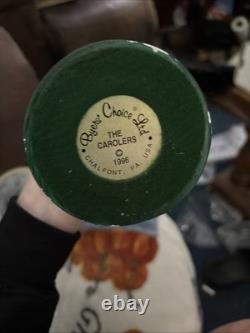 Byers' Choice Ltd
THE
CAROLERS
©
1996
CHALFONT, PA. USA